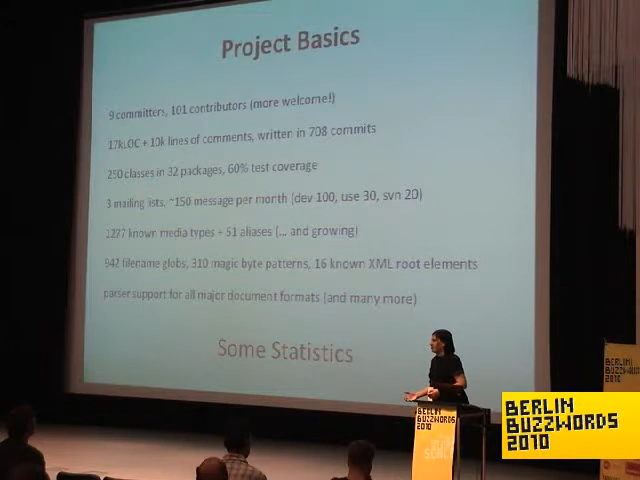 Project Basics
9 committers, 101 contributors (more welcome!)
17kLOC + 10k lines of comments, written in 708 commits
250 classes in 32 packages, 60% test coverage
3 mailing lists, ~150 message per month (dev 100, use 30, svn 20)
1277 known media types + 51 aliases (... and growing)
942 filename globs, 310 magic byte patterns, 16 known XML root elements
parser support for all major document formats (and many more)
Some Statistics
BERLIN
BUZZWORDS
2010
BERLIN
BUZZWORDS
2010
BERLIN
BUZZWORDS
2010